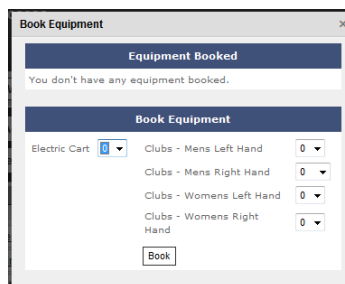 Book Equipment ×
Equipment Booked
You don't have any equipment booked.
Book Equipment
Electric Cart 0 Clubs - Mens Left Hand 0
Clubs - Mens Right Hand 0
Clubs - Womens Left Hand 0
Clubs - Womens Right
Hand 0
Book